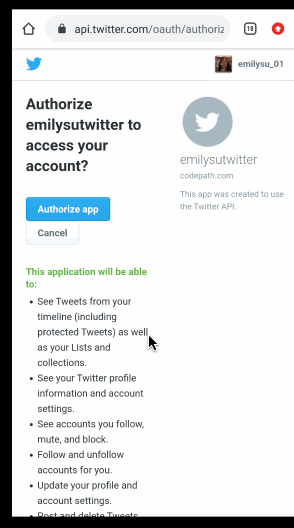 api.twitter.com/oauth/authoriz
18
emilysu_01
Authorize
emilysutwitter to
access your
account?
Authorize app
Cancel
emilysutwitter
codepath.com
This app was created to use
the Twitter API.
This application will be able
to:
• See Tweets from your
timeline (including
protected Tweets) as well
as your Lists and
collections.
• See your Twitter profile
information and account
settings.
• See accounts you follow,
mute, and block.
• Follow and unfollow
accounts for you.
• Update your profile and
account settings.
• Post and delete Tweets